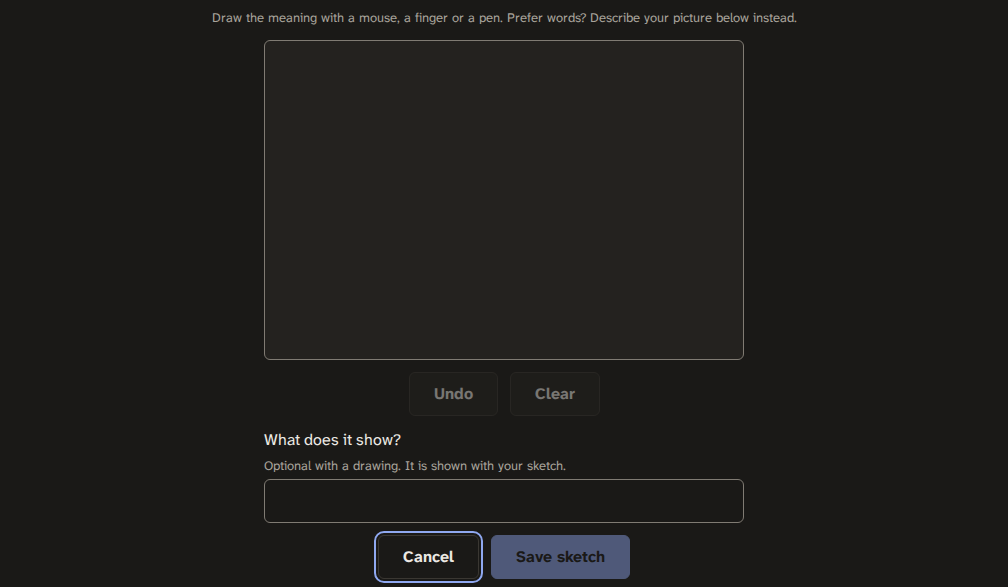 Draw the meaning with a mouse, a finger or a pen. Prefer words? Describe your picture below instead.
Undo Clear
What does it show?
Optional with a drawing. It is shown with your sketch.
Cancel Save sketch